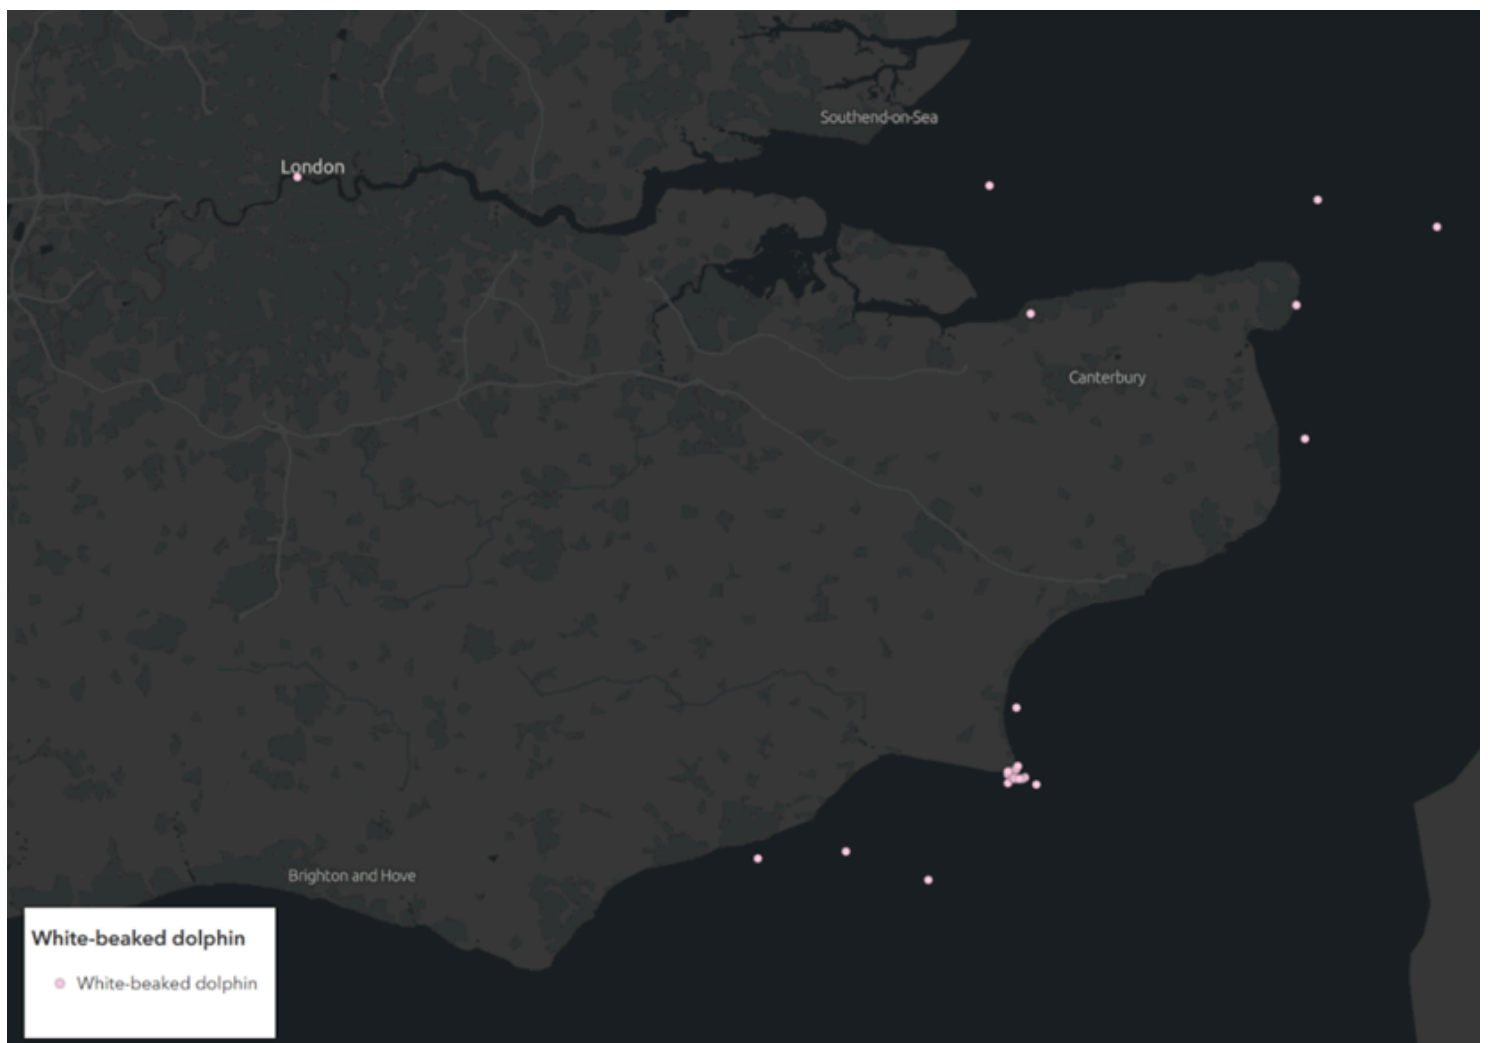 Southend-on-Sea
London
Canterbury
Brighton and Hove
White-beaked dolphin
White-beaked dolphin